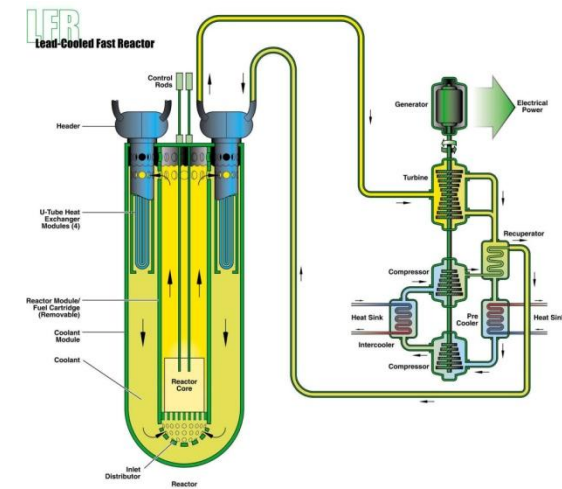 LFR
Lead-Cooled Fast Reactor
Control
Rods
Header
Generator
Electrical
Power
Turbine
U-Tube Heat
Exchanger
Modules (4)
Recuperator
Compressor
Reactor Module/
Fuel Cartridge
(Removable)
Heat Sink
Pre
Cooler
Heat Sink
Coolant
Module
Intercooler
Coolant
Compressor
Reactor
Core
Inlet
Distributor
Reactor